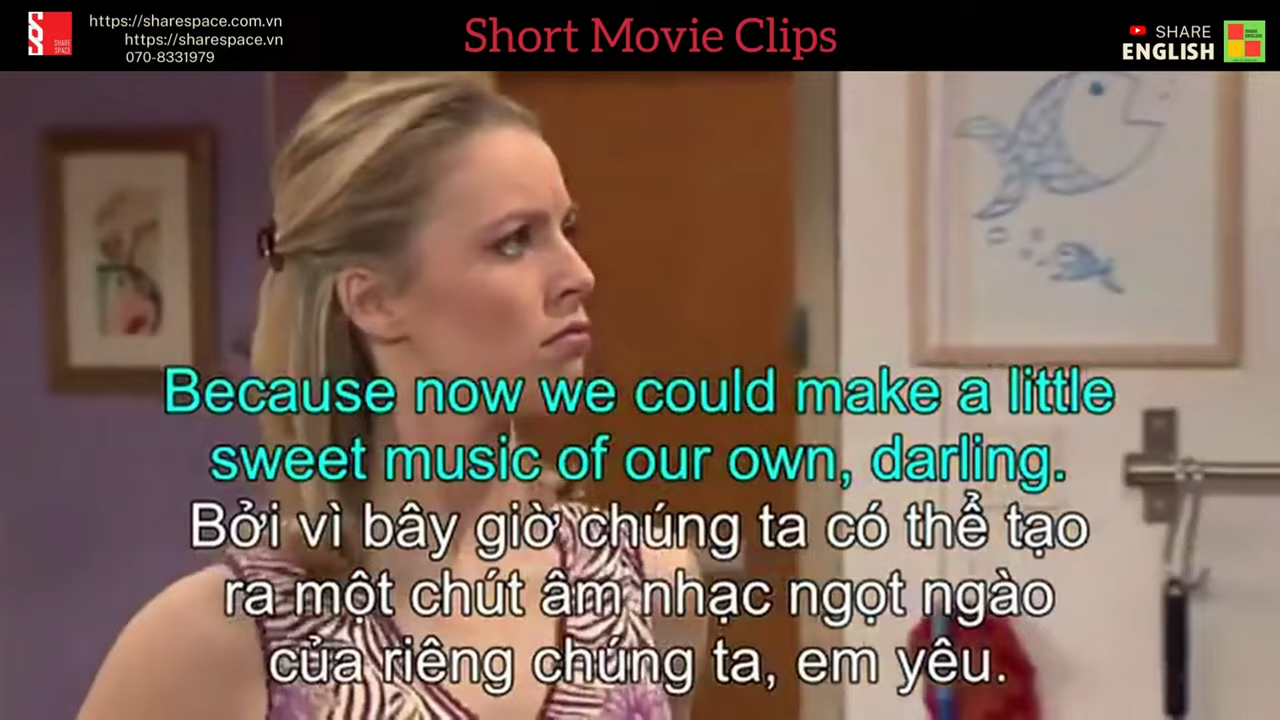 https://sharespace.com.vn
https://sharespace.vn
070-8331979
SHARE
SPACE
Short Movie Clips
SHARE
ENGLISH
Because now we could make a little
sweet music of our own, darling.
Bởi vì bây giờ chúng ta có thể tạo
ra một chút âm nhạc ngọt ngào
của riêng chúng ta, em yêu.